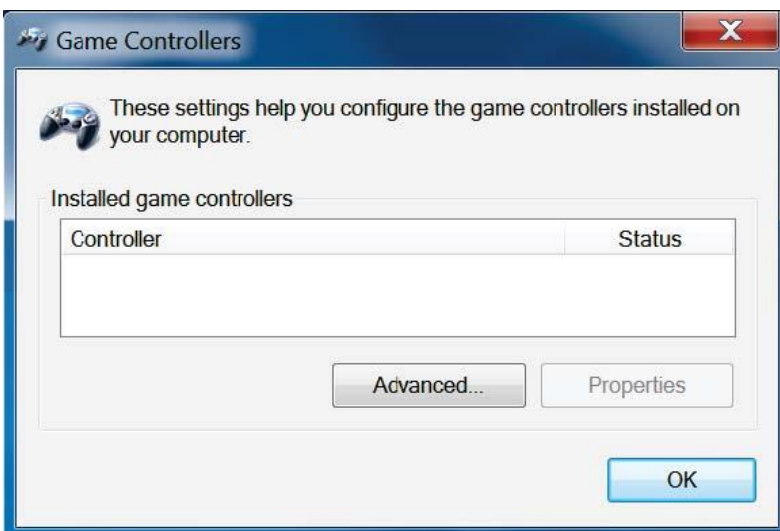 Game Controllers
X
These settings help you configure the game controllers installed on
your computer.
Installed game controllers
Controller Status
Advanced... Properties
OK